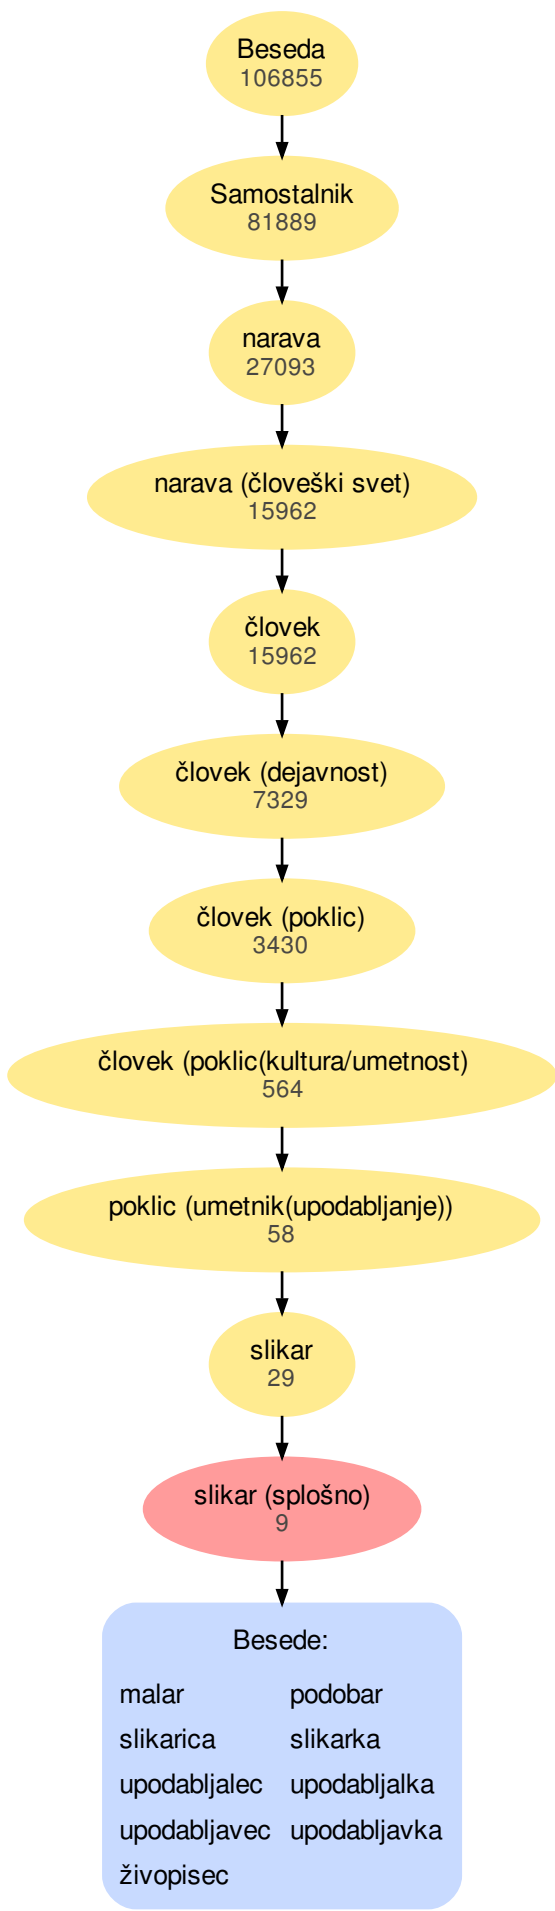 Beseda
106855
Samostalnik
81889
narava
27093
narava (človeški svet)
15962
človek
15962
človek (dejavnost)
7329
človek (poklic)
3430
človek (poklic(kultura/umetnost)
564
poklic (umetnik(upodabljanje))
58
slikar
29
slikar (splošno)
9
Besede:
malar podobar
slikarica slikarka
upodabljalec upodabljalka
upodabljavec upodabljavka
živopisec